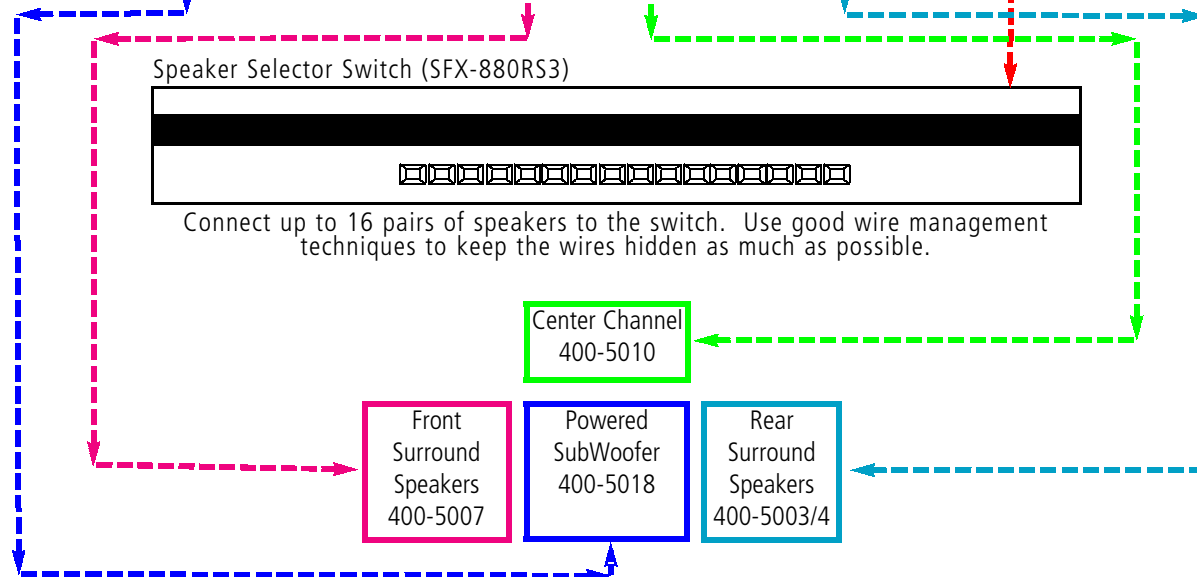 Speaker Selector Switch (SFX-880RS3)
Connect up to 16 pairs of speakers to the switch.  Use good wire management
techniques to keep the wires hidden as much as possible.
Center Channel
400-5010
Front
Surround
Speakers
400-5007
Powered
SubWoofer
400-5018
Rear
Surround
Speakers
400-5003/4